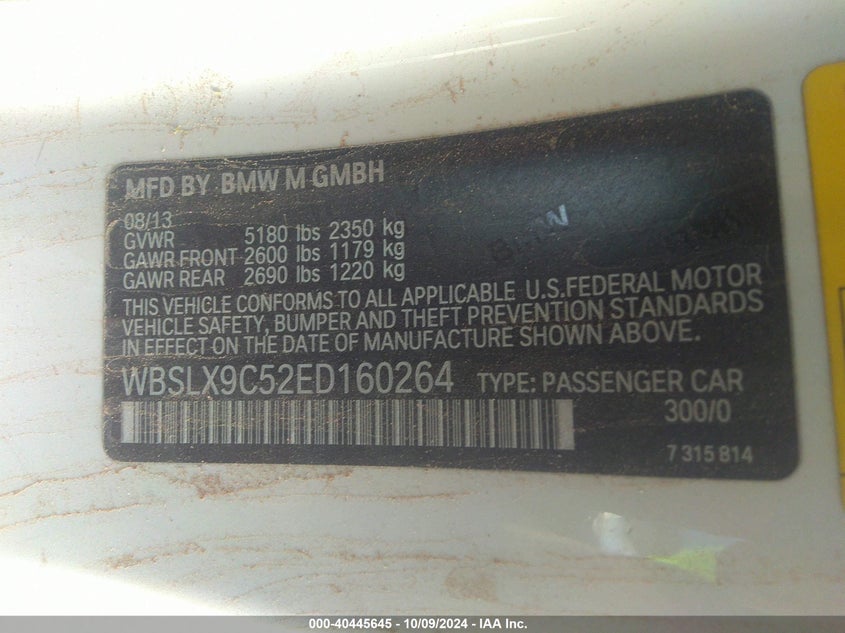 MFD BY BMW M GMBH
08/13
GVWR 5180 lbs 2350 kg
GAWR FRONT 2600 lbs 1179 kg
GAWR REAR 2690 lbs 1220 kg
THIS VEHICLE CONFORMS TO ALL APPLICABLE U.S.FEDERAL MOTOR
VEHICLE SAFETY, BUMPER AND THEFT PREVENTION STANDARDS
IN EFFECT ON THE DATE OF MANUFACTURE SHOWN ABOVE.
WBSLX9C52ED160264 TYPE: PASSENGER CAR
300/0
7 315 814
000-40445645 - 10/09/2024 - IAA Inc.